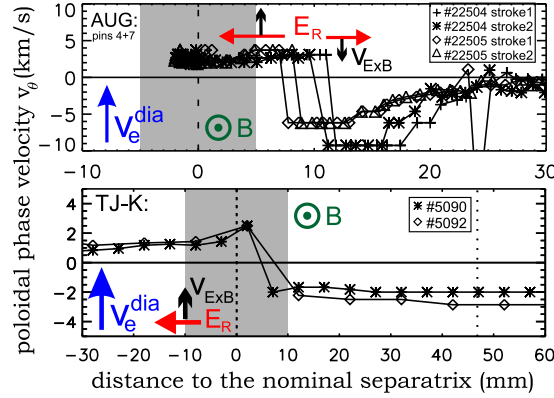 poloidal phase velocity vθ (km/s)
10
5
0
-5
-10
AUG:
pins 4+7
E_R
V_ExB
v_e^dia
B
#22504 stroke1
#22504 stroke2
#22505 stroke1
#22505 stroke2
-10 0 10 20 30
4
2
0
-2
-4
TJ-K:
B
#5090
#5092
V_ExB
E_R
v_e^dia
-30 -20 -10 0 10 20 30 40 50 60
distance to the nominal separatrix (mm)